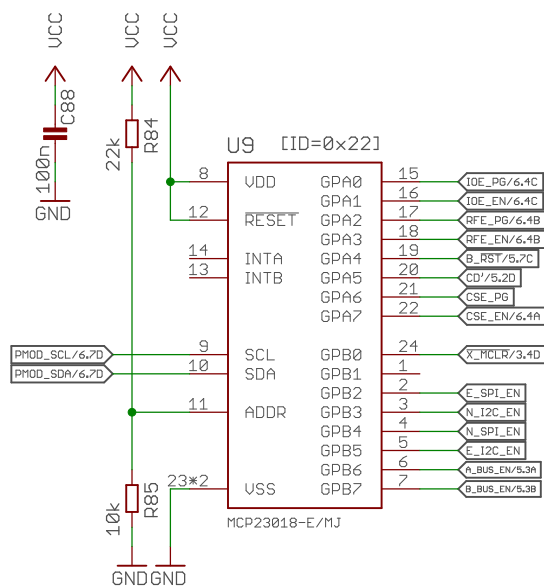 VCC
VCC
VCC
C88
100n
GND
22k
R84
U9 [ID=0x22]
8 VDD GPA0 15 IOE_PG/6.4C
GPA1 16 IOE_EN/6.4C
12 RESET GPA2 17 RFE_PG/6.4B
GPA3 18 RFE_EN/6.4B
14 INTA GPA4 19 B_RST/5.7C
13 INTB GPA5 20 CD'/5.2D
GPA6 21 CSE_PG
GPA7 22 CSE_EN/6.4A
PMOD_SCL/6.7D 9 SCL GPB0 24 X_MCLR/3.4D
PMOD_SDA/6.7D 10 SDA GPB1 1
GPB2 2 E_SPI_EN
11 ADDR GPB3 3 N_I2C_EN
GPB4 4 N_SPI_EN
GPB5 5 E_I2C_EN
GPB6 6 A_BUS_EN/5.3A
23*2 VSS GPB7 7 B_BUS_EN/5.3B
10k
R85
MCP23018-E/MJ
GND
GND